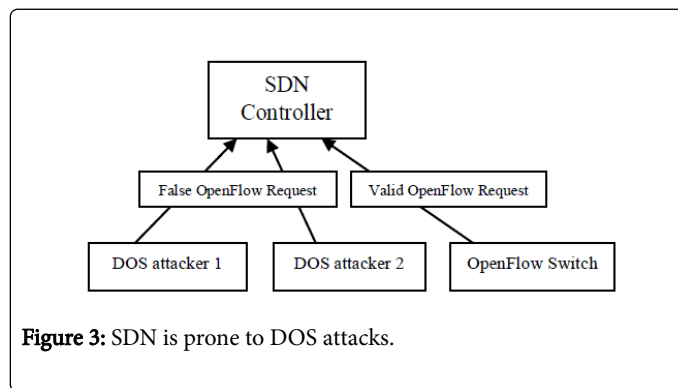 SDN
Controller
False OpenFlow Request
Valid OpenFlow Request
DOS attacker 1
DOS attacker 2
OpenFlow Switch
Figure 3: SDN is prone to DOS attacks.